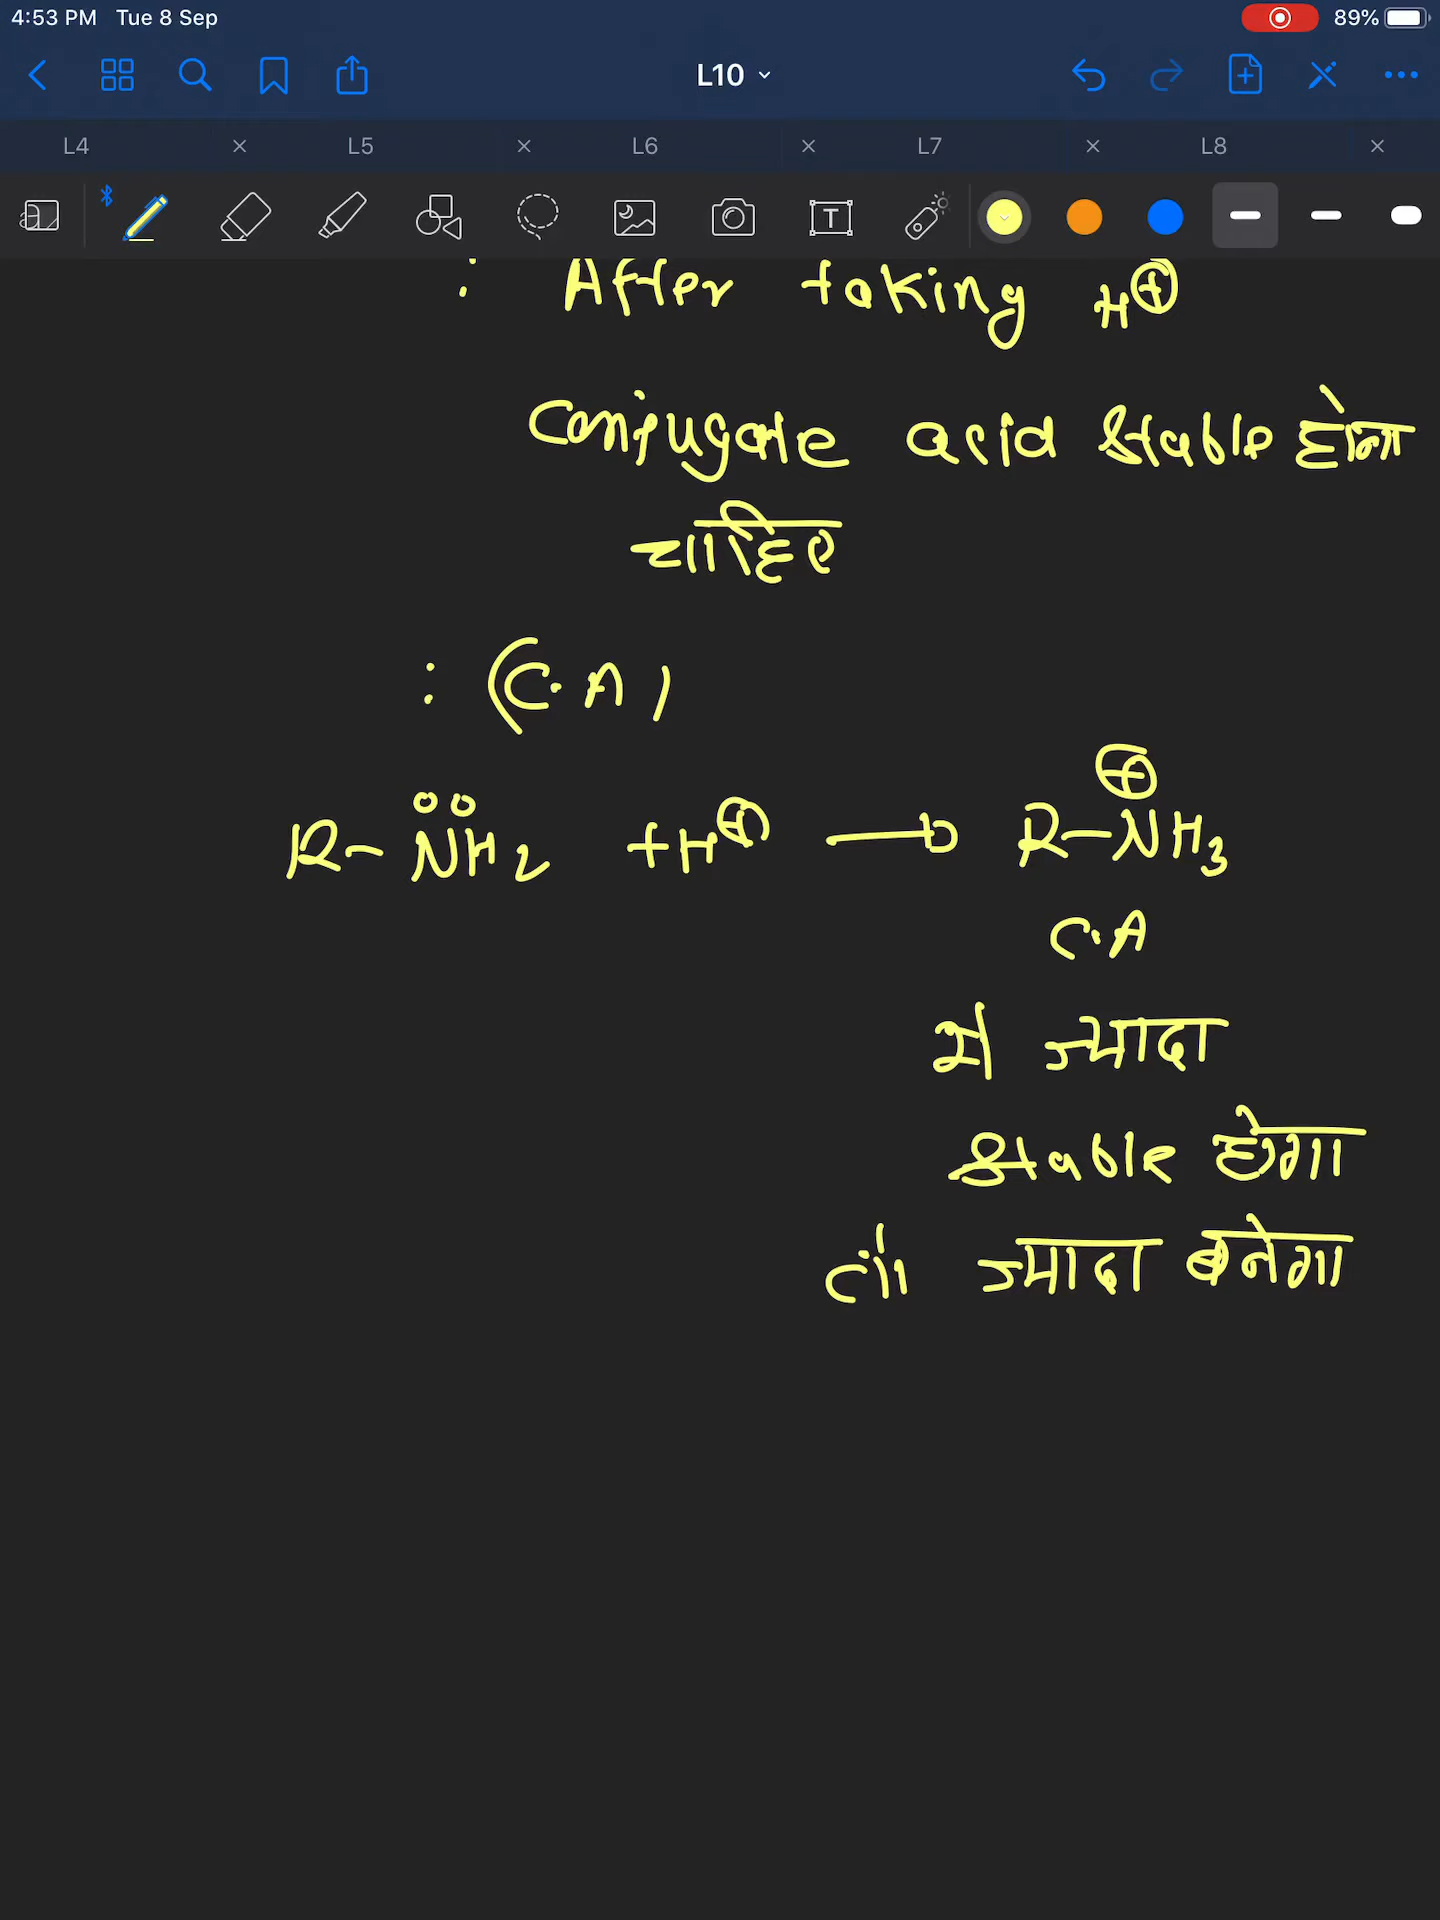 4:53 PM Tue 8 Sep 89%
L10
L4 × L5 × L6 × L7 × L8 ×
: After taking H⊕
Conjugate acid stable होना
चाहिए
: (C.A)
R-N̈H₂ + H⊕ → R-N⊕H₃
C.A
ये ज्यादा
stable होगा
तो ज्यादा बनेगा